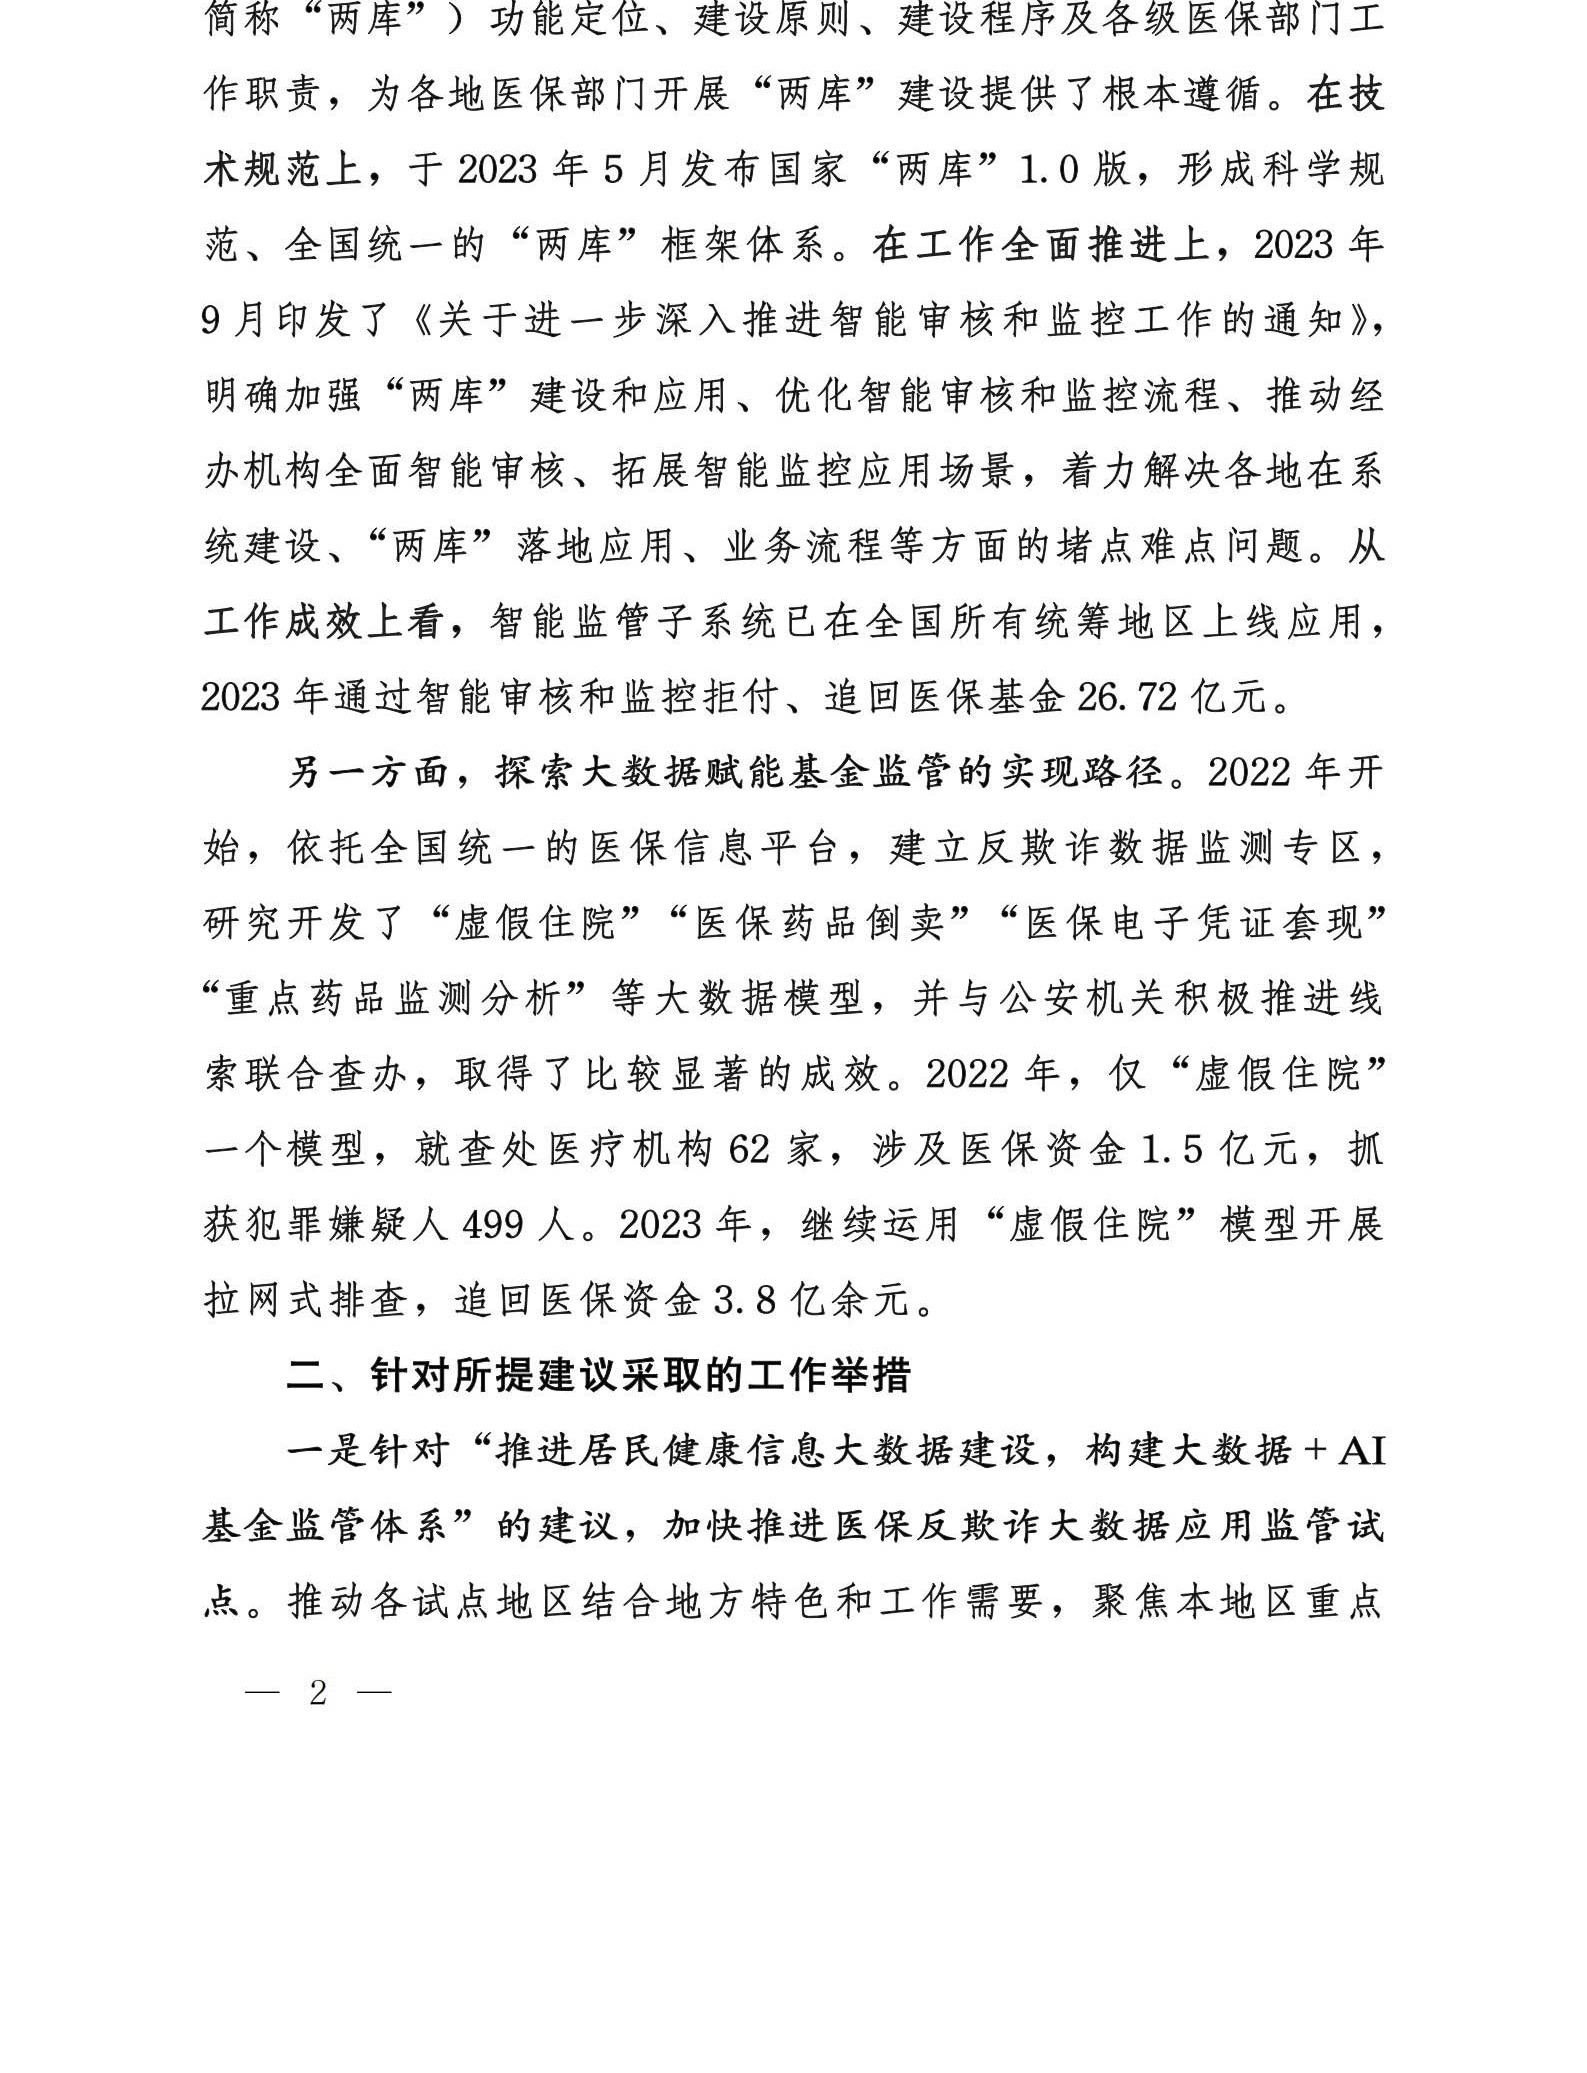 简称“两库”）功能定位、建设原则、建设程序及各级医保部门工
作职责，为各地医保部门开展“两库”建设提供了根本遵循。在技
术规范上，于 2023 年 5 月发布国家“两库”1.0 版，形成科学规
范、全国统一的“两库”框架体系。在工作全面推进上，2023 年
9 月印发了《关于进一步深入推进智能审核和监控工作的通知》，
明确加强“两库”建设和应用、优化智能审核和监控流程、推动经
办机构全面智能审核、拓展智能监控应用场景，着力解决各地在系
统建设、“两库”落地应用、业务流程等方面的堵点难点问题。从
工作成效上看，智能监管子系统已在全国所有统筹地区上线应用，
2023 年通过智能审核和监控拒付、追回医保基金 26.72 亿元。
另一方面，探索大数据赋能基金监管的实现路径。2022 年开
始，依托全国统一的医保信息平台，建立反欺诈数据监测专区，
研究开发了“虚假住院”“医保药品倒卖”“医保电子凭证套现”
“重点药品监测分析”等大数据模型，并与公安机关积极推进线
索联合查办，取得了比较显著的成效。2022 年，仅“虚假住院”
一个模型，就查处医疗机构 62 家，涉及医保资金 1.5 亿元，抓
获犯罪嫌疑人 499 人。2023 年，继续运用“虚假住院”模型开展
拉网式排查，追回医保资金 3.8 亿余元。
二、针对所提建议采取的工作举措
一是针对“推进居民健康信息大数据建设，构建大数据+AI
基金监管体系”的建议，加快推进医保反欺诈大数据应用监管试
点。推动各试点地区结合地方特色和工作需要，聚焦本地区重点
— 2 —